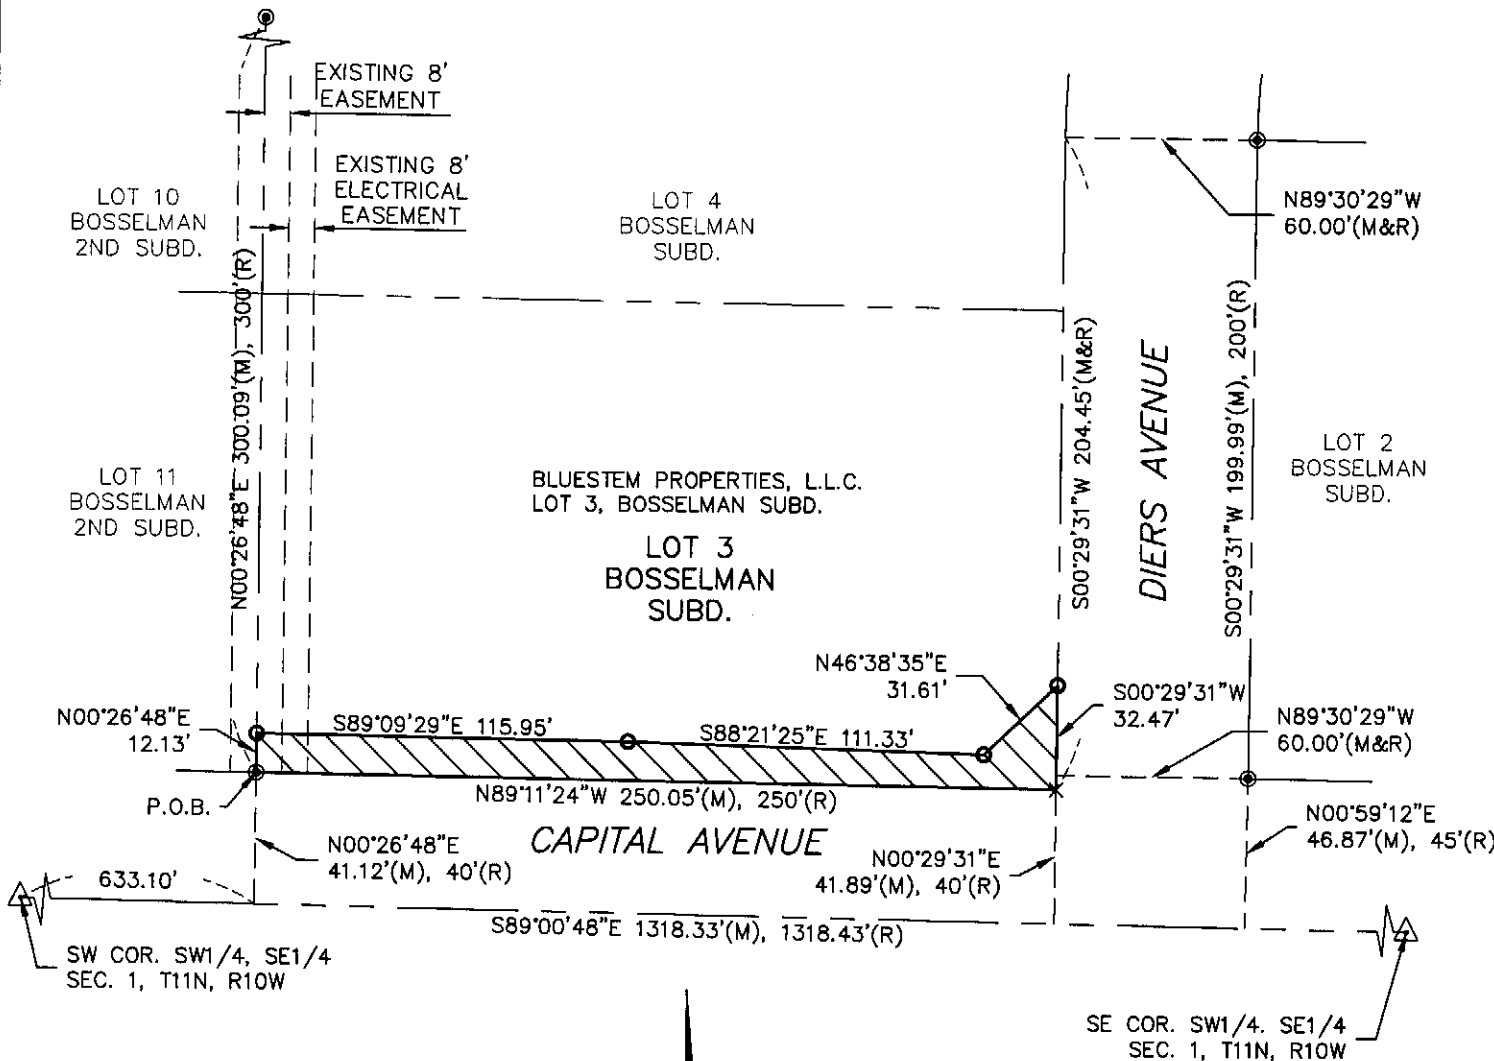 EXISTING 8'
EASEMENT
EXISTING 8'
ELECTRICAL
EASEMENT
LOT 10
BOSSELMAN
2ND SUBD.
LOT 4
BOSSELMAN
SUBD.
N89°30'29"W
60.00'(M&R)
N00°26'48"E 300.09'(M), 300'(R)
S00°29'31"W 204.45'(M&R)
DIERS AVENUE
S00°29'31"W 199.99'(M), 200'(R)
LOT 2
BOSSELMAN
SUBD.
LOT 11
BOSSELMAN
2ND SUBD.
BLUESTEM PROPERTIES, L.L.C.
LOT 3, BOSSELMAN SUBD.
LOT 3
BOSSELMAN
SUBD.
N46°38'35"E
31.61'
S00°29'31"W
32.47'
N00°26'48"E
12.13'
S89°09'29"E 115.95'
S88°21'25"E 111.33'
N89°30'29"W
60.00'(M&R)
P.O.B.
N89°11'24"W 250.05'(M), 250'(R)
CAPITAL AVENUE
N00°26'48"E
41.12'(M), 40'(R)
N00°29'31"E
41.89'(M), 40'(R)
N00°59'12"E
46.87'(M), 45'(R)
633.10'
S89°00'48"E 1318.33'(M), 1318.43'(R)
SW COR. SW1/4, SE1/4
SEC. 1, T11N, R10W
SE COR. SW1/4. SE1/4
SEC. 1, T11N, R10W